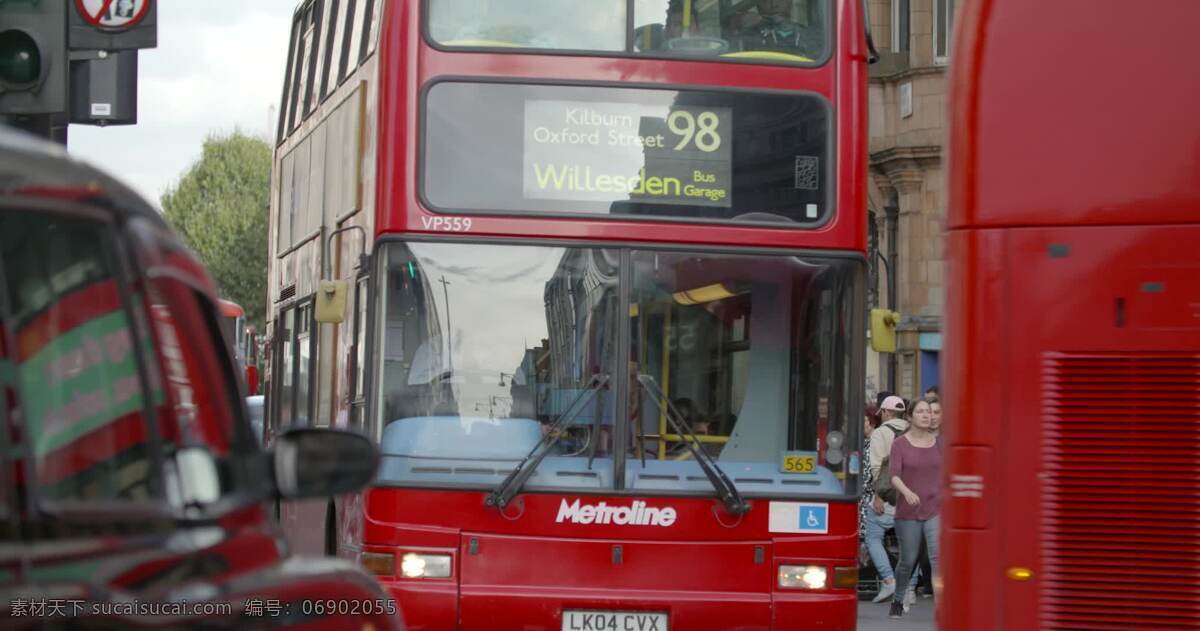 Kilburn
Oxford Street 98
Willesden Bus Garage
VP559
565
Metroline
LK04 CVX
素材天下 sucaisucai.com 编号：06902055